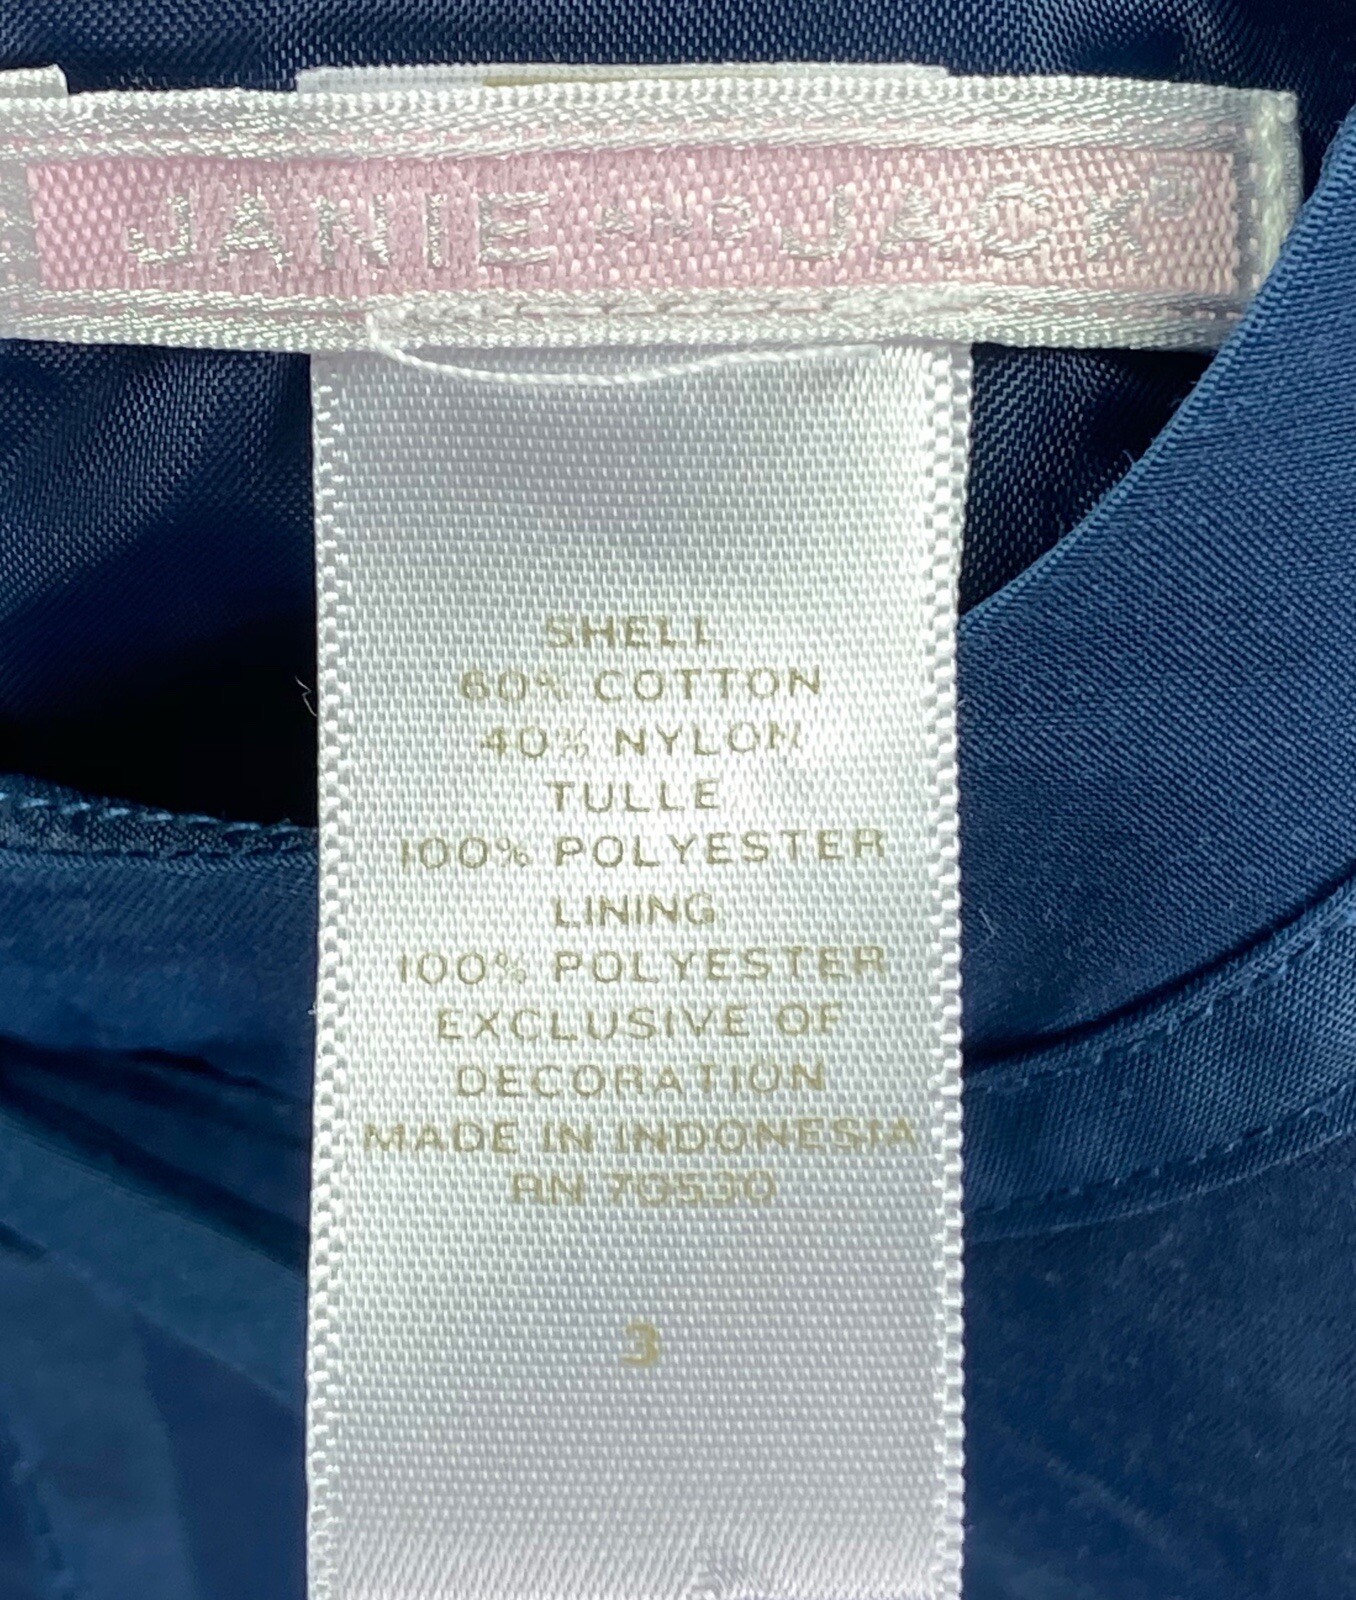 JANIE AND JACK
SHELL
60% COTTON
40% NYLON
TULLE
100% POLYESTER
LINING
100% POLYESTER
EXCLUSIVE OF
DECORATION
MADE IN INDONESIA
RN 70530
3